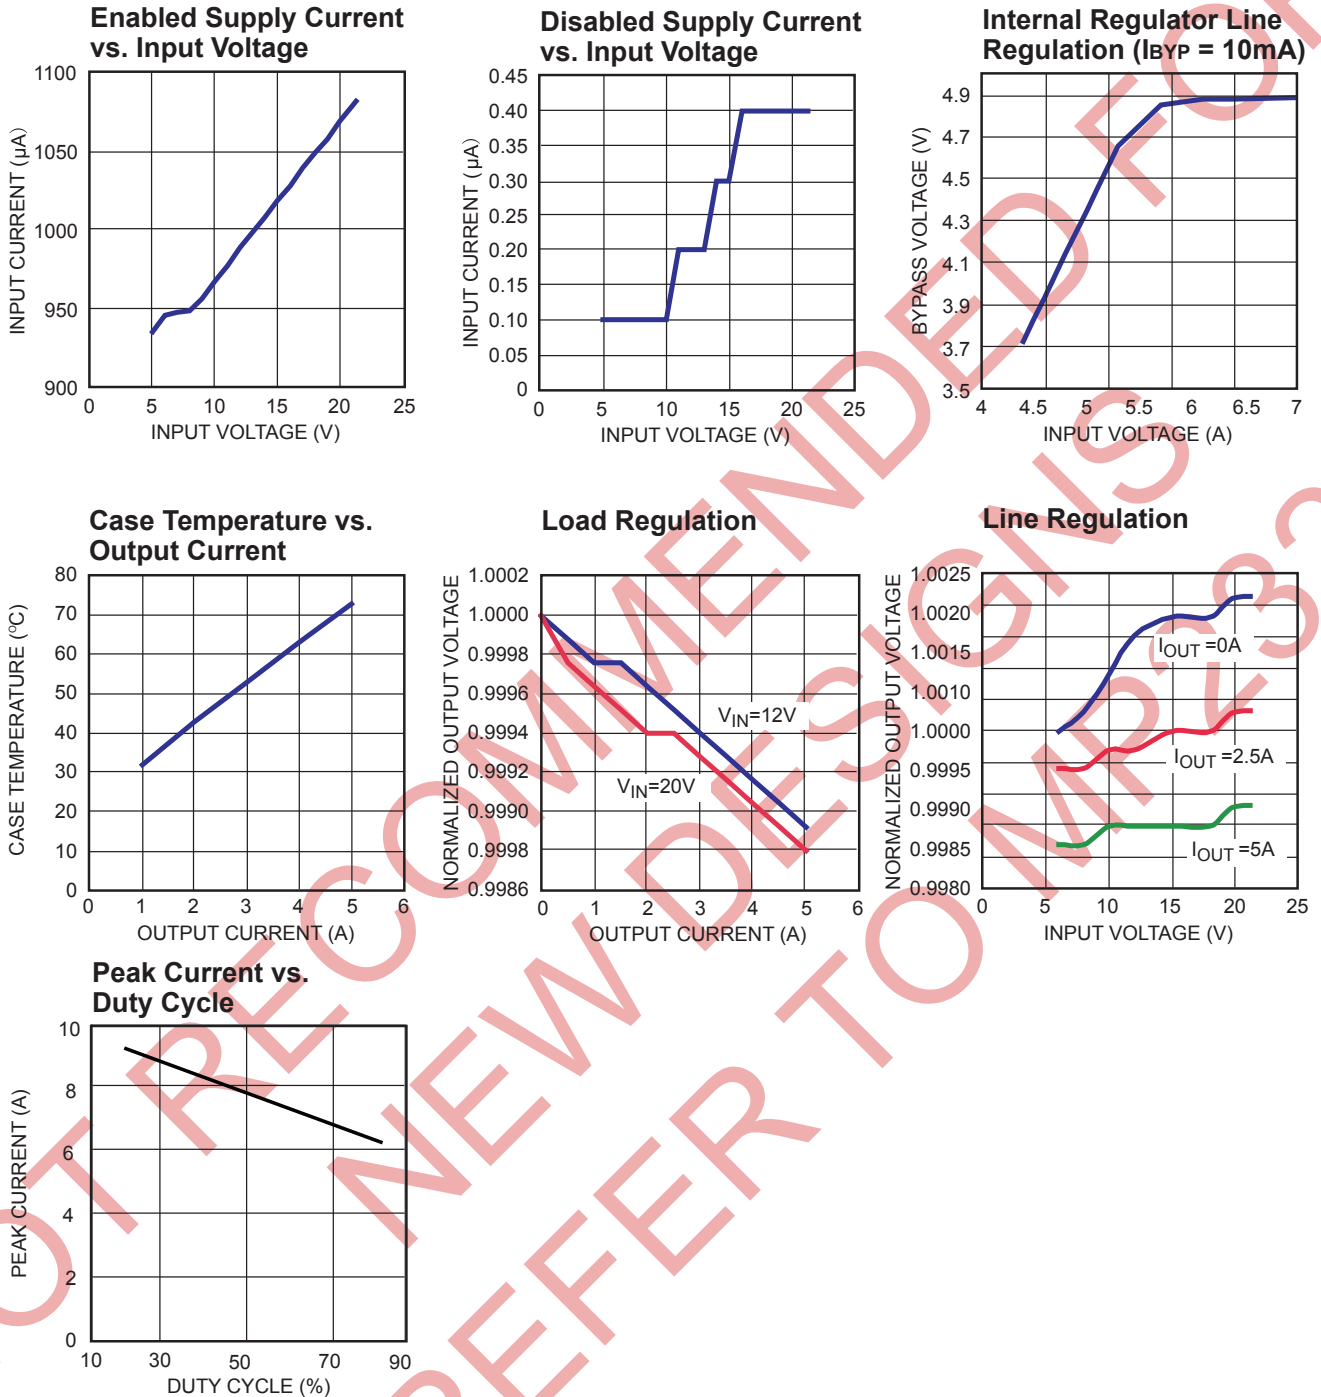 Enabled Supply Current
vs. Input Voltage
INPUT CURRENT (μA)
1100
1050
1000
950
900
0 5 10 15 20 25
INPUT VOLTAGE (V)
Disabled Supply Current
vs. Input Voltage
INPUT CURRENT (μA)
0.45
0.40
0.35
0.30
0.25
0.20
0.15
0.10
0.05
0
0 5 10 15 20 25
INPUT VOLTAGE (V)
Internal Regulator Line
Regulation (IBYP = 10mA)
BYPASS VOLTAGE (V)
4.9
4.7
4.5
4.3
4.1
3.9
3.7
3.5
4 4.5 5 5.5 6 6.5 7
INPUT VOLTAGE (A)
Case Temperature vs.
Output Current
CASE TEMPERATURE (°C)
80
70
60
50
40
30
20
10
0
0 1 2 3 4 5 6
OUTPUT CURRENT (A)
Load Regulation
NORMALIZED OUTPUT VOLTAGE
1.0002
1.0000
0.9998
0.9996
0.9994
0.9992
0.9990
0.9998
0.9986
VIN=12V
VIN=20V
0 1 2 3 4 5 6
OUTPUT CURRENT (A)
Line Regulation
NORMALIZED OUTPUT VOLTAGE
1.0025
1.0020
1.0015
1.0010
1.0000
0.9995
0.9990
0.9985
0.9980
IOUT =0A
IOUT =2.5A
IOUT =5A
0 5 10 15 20 25
INPUT VOLTAGE (V)
Peak Current vs.
Duty Cycle
PEAK CURRENT (A)
10
8
6
4
2
0
10 30 50 70 90
DUTY CYCLE (%)
OT RECOMMENDED FOR
NEW DESIGNS
REFER TO MP23